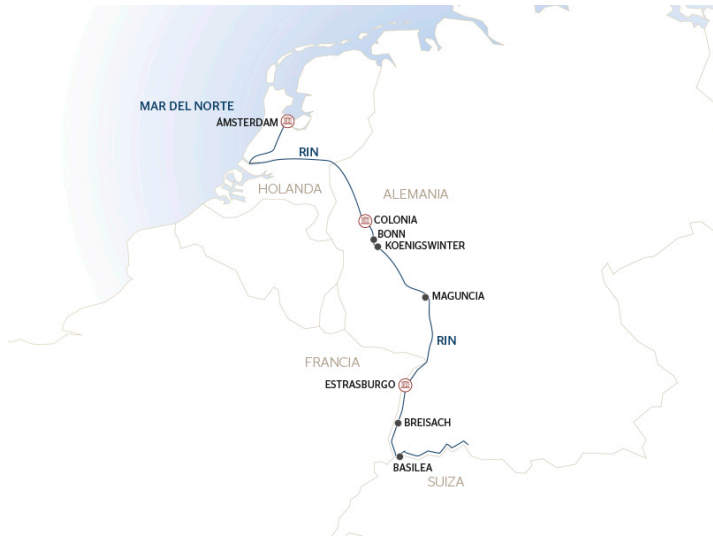 MAR DEL NORTE
ÁMSTERDAM
RIN
HOLANDA
ALEMANIA
COLONIA
BONN
KOENIGSWINTER
MAGUNCIA
RIN
FRANCIA
ESTRASBURGO
BREISACH
BASILEA
SUIZA